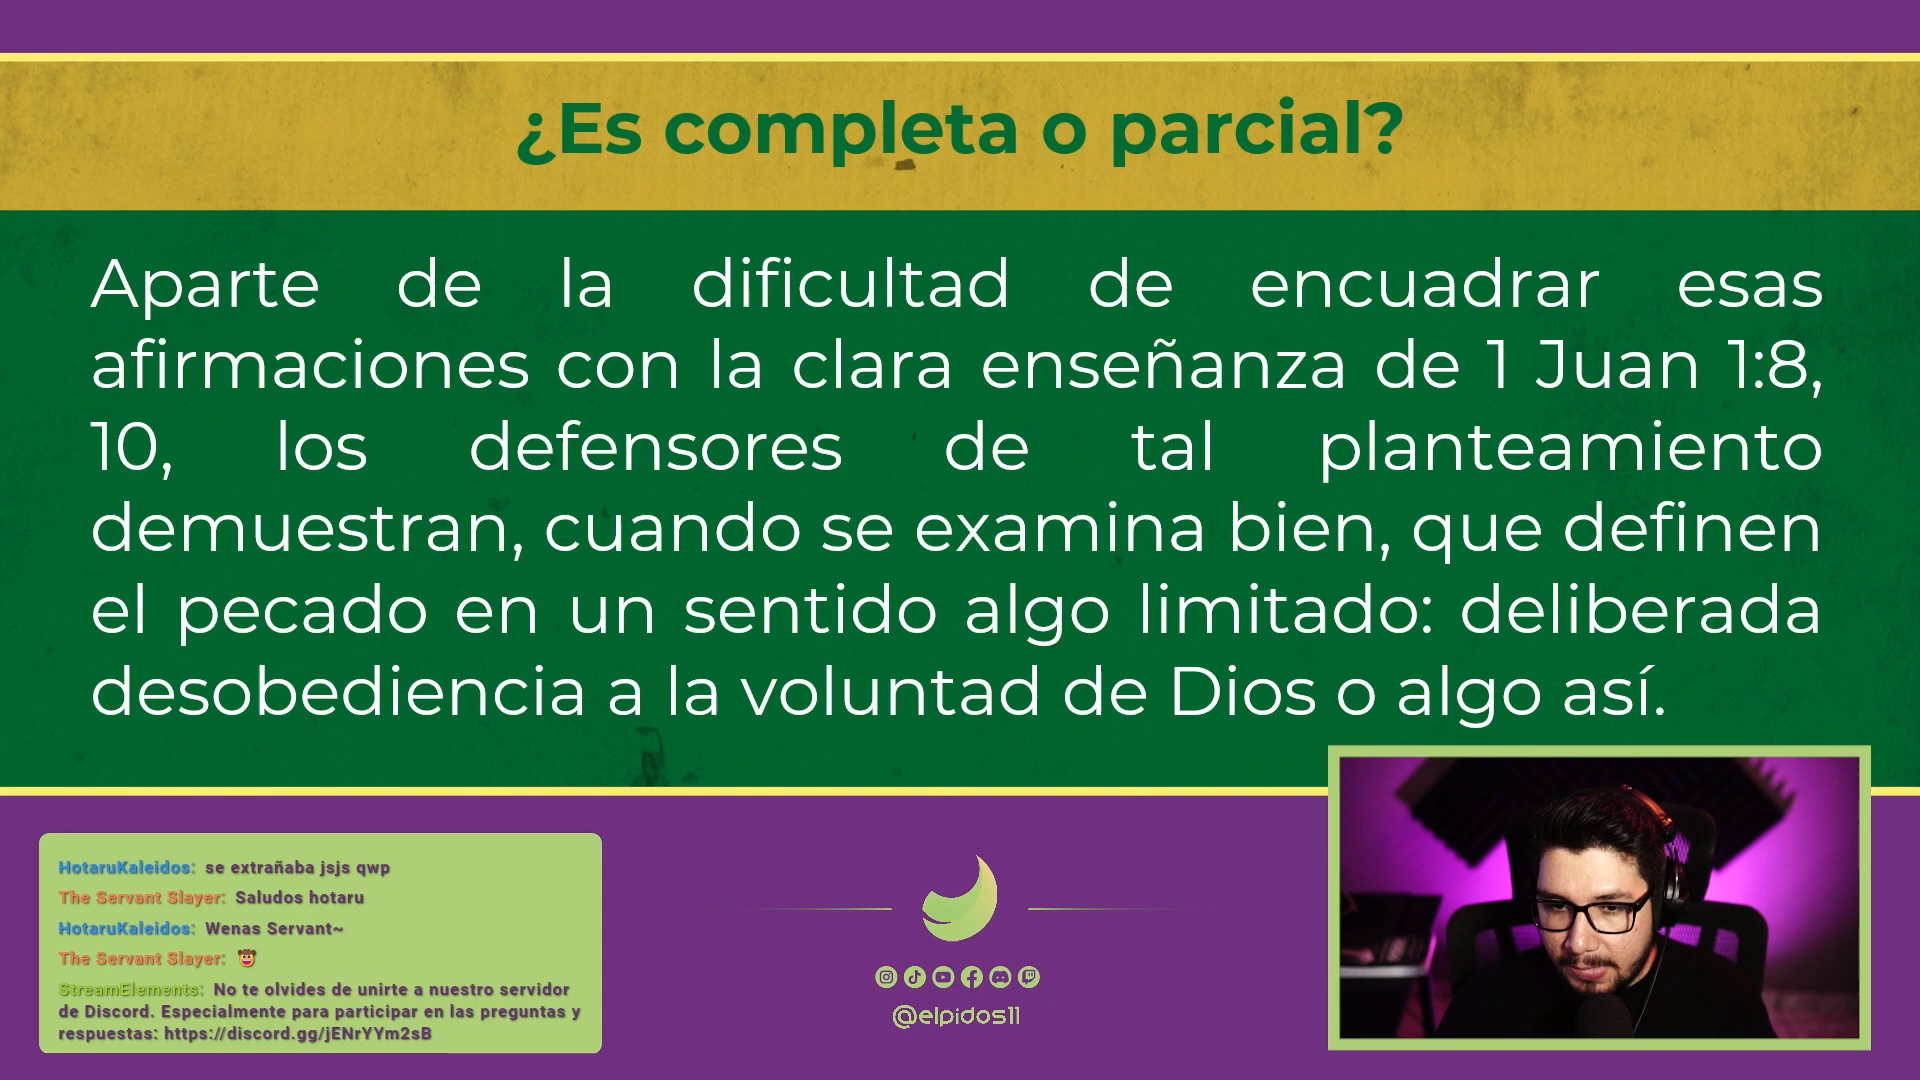 ¿Es completa o parcial?
Aparte de la dificultad de encuadrar esas
afirmaciones con la clara enseñanza de 1 Juan 1:8,
10, los defensores de tal planteamiento
demuestran, cuando se examina bien, que definen
el pecado en un sentido algo limitado: deliberada
desobediencia a la voluntad de Dios o algo así.
HotaruKaleidos: se extrañaba jsjs qwp
The Servant Slayer: Saludos hotaru
HotaruKaleidos: Wenas Servant~
The Servant Slayer: 🤠
StreamElements: No te olvides de unirte a nuestro servidor
de Discord. Especialmente para participar en las preguntas y
respuestas: https://discord.gg/jENrYYm2sB
@elpidos11